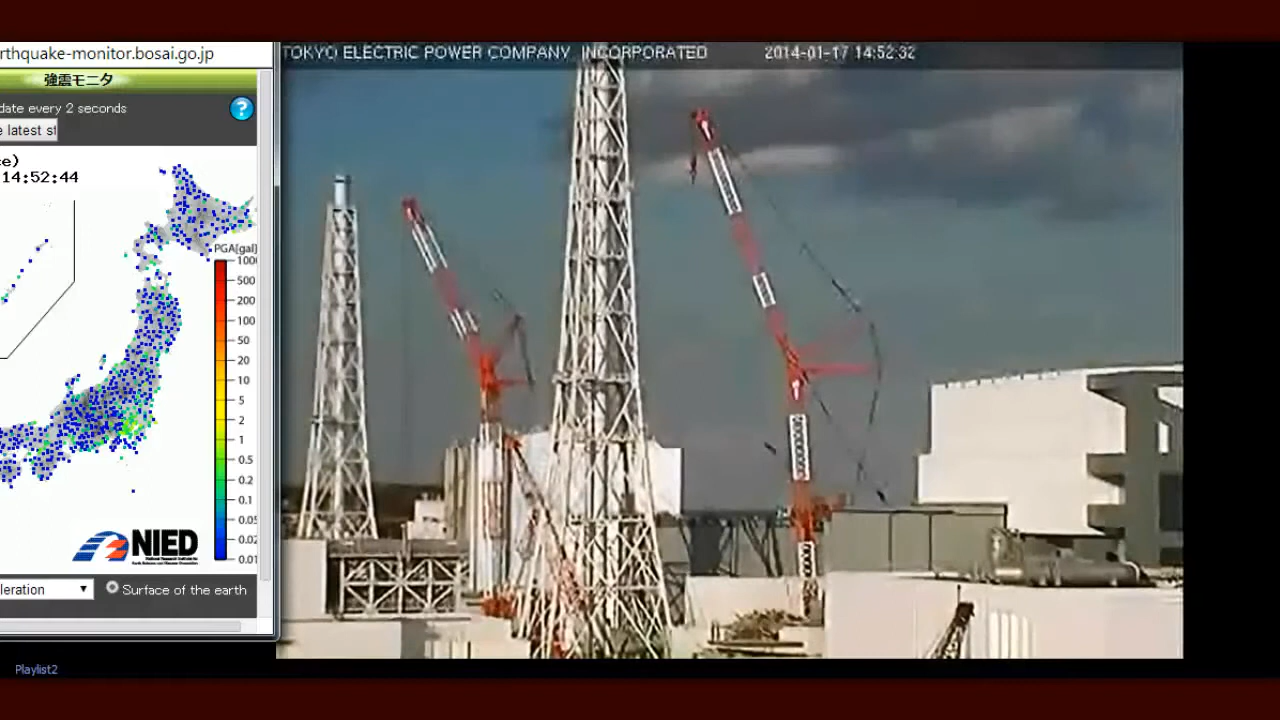 rthquake-monitor.bosai.go.jp
強震モニタ
date every 2 seconds
?
e latest st
ce)
14:52:44
PGA[gal]
1000
500
200
100
50
20
10
5
2
1
0.5
0.2
0.1
0.05
0.02
0.01
NIED
leration
Surface of the earth
Playlist2
TOKYO ELECTRIC POWER COMPANY, INCORPORATED 2014-01-17 14:52:32